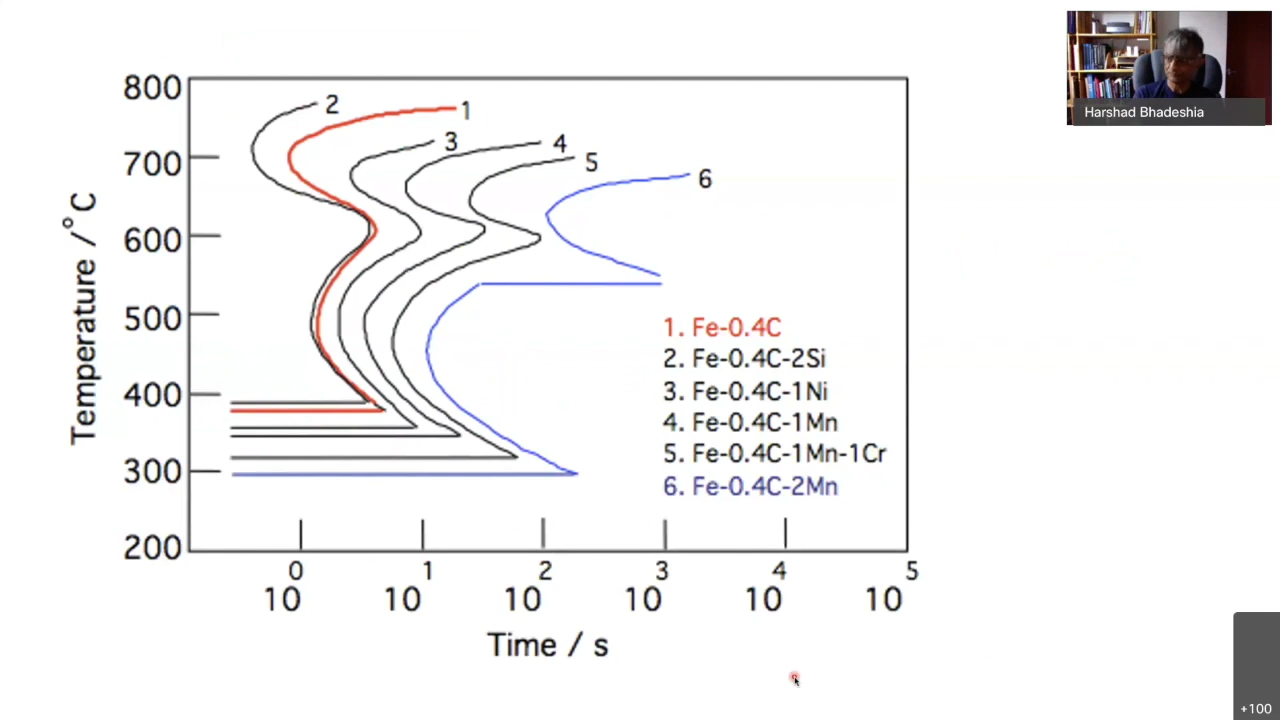 Harshad Bhadeshia
800
700
600
500
400
300
200
Temperature /°C
2
1
3
4
5
6
1. Fe-0.4C
2. Fe-0.4C-2Si
3. Fe-0.4C-1Ni
4. Fe-0.4C-1Mn
5. Fe-0.4C-1Mn-1Cr
6. Fe-0.4C-2Mn
10^0 10^1 10^2 10^3 10^4 10^5
Time / s
+100